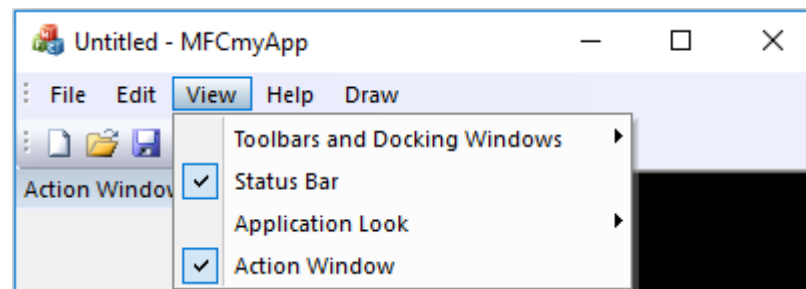 Untitled - MFCmyApp
File Edit View Help Draw
Toolbars and Docking Windows
Action Window Status Bar
Application Look
Action Window